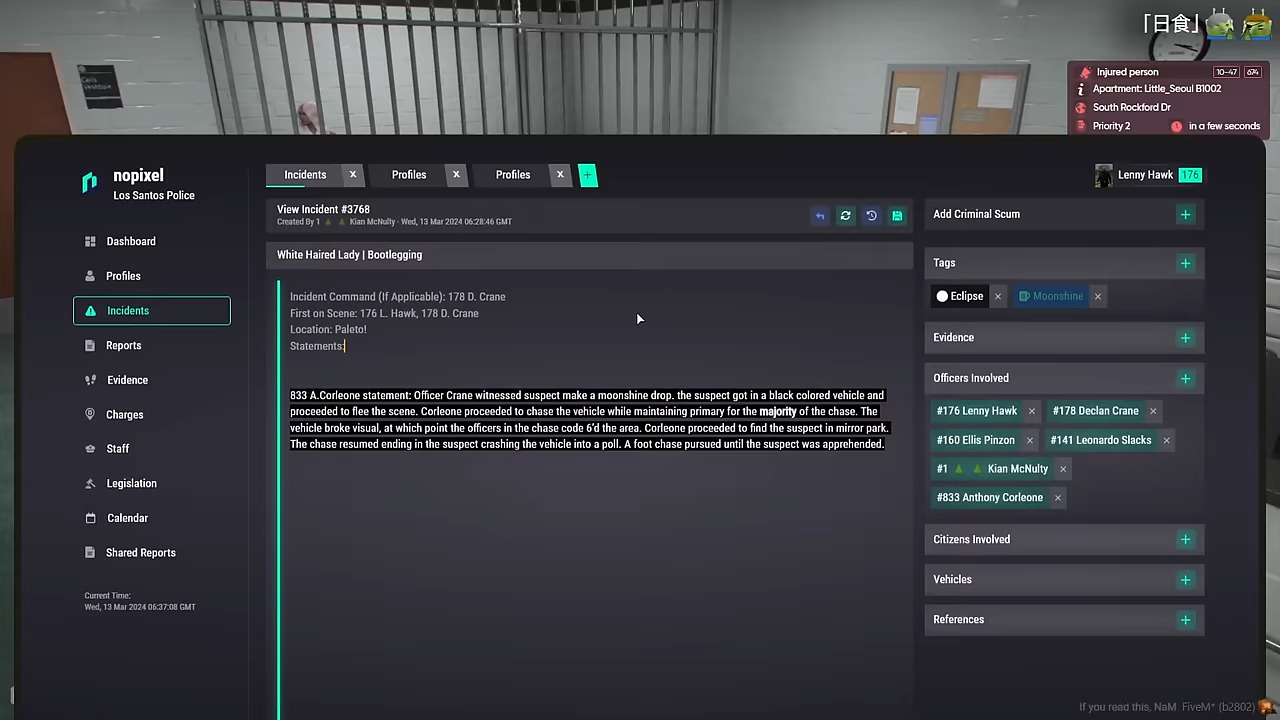 「日食」
Cells
Vestibule
Injured person 10-47 674
Apartment: Little_Seoul B1002
South Rockford Dr
Priority 2 in a few seconds
nopixel
Los Santos Police
Incidents x Profiles x Profiles x +
Lenny Hawk 176
View Incident #3768
Created By 1 Kian McNulty - Wed, 13 Mar 2024 06:28:46 GMT
White Haired Lady | Bootlegging
Incident Command (If Applicable): 178 D. Crane
First on Scene: 176 L. Hawk, 178 D. Crane
Location: Paleto!
Statements:
833 A.Corleone statement: Officer Crane witnessed suspect make a moonshine drop. the suspect got in a black colored vehicle and
proceeded to flee the scene. Corleone proceeded to chase the vehicle while maintaining primary for the majority of the chase. The
vehicle broke visual, at which point the officers in the chase code 6'd the area. Corleone proceeded to find the suspect in mirror park.
The chase resumed ending in the suspect crashing the vehicle into a poll. A foot chase pursued until the suspect was apprehended.
Dashboard
Profiles
Incidents
Reports
Evidence
Charges
Staff
Legislation
Calendar
Shared Reports
Current Time:
Wed, 13 Mar 2024 06:37:08 GMT
Add Criminal Scum +
Tags +
Eclipse x Moonshine x
Evidence +
Officers Involved +
#176 Lenny Hawk x #178 Declan Crane x
#160 Ellis Pinzon x #141 Leonardo Slacks x
#1 Kian McNulty x
#833 Anthony Corleone x
Citizens Involved +
Vehicles +
References +
If you read this, NaM FiveM* (b2802)